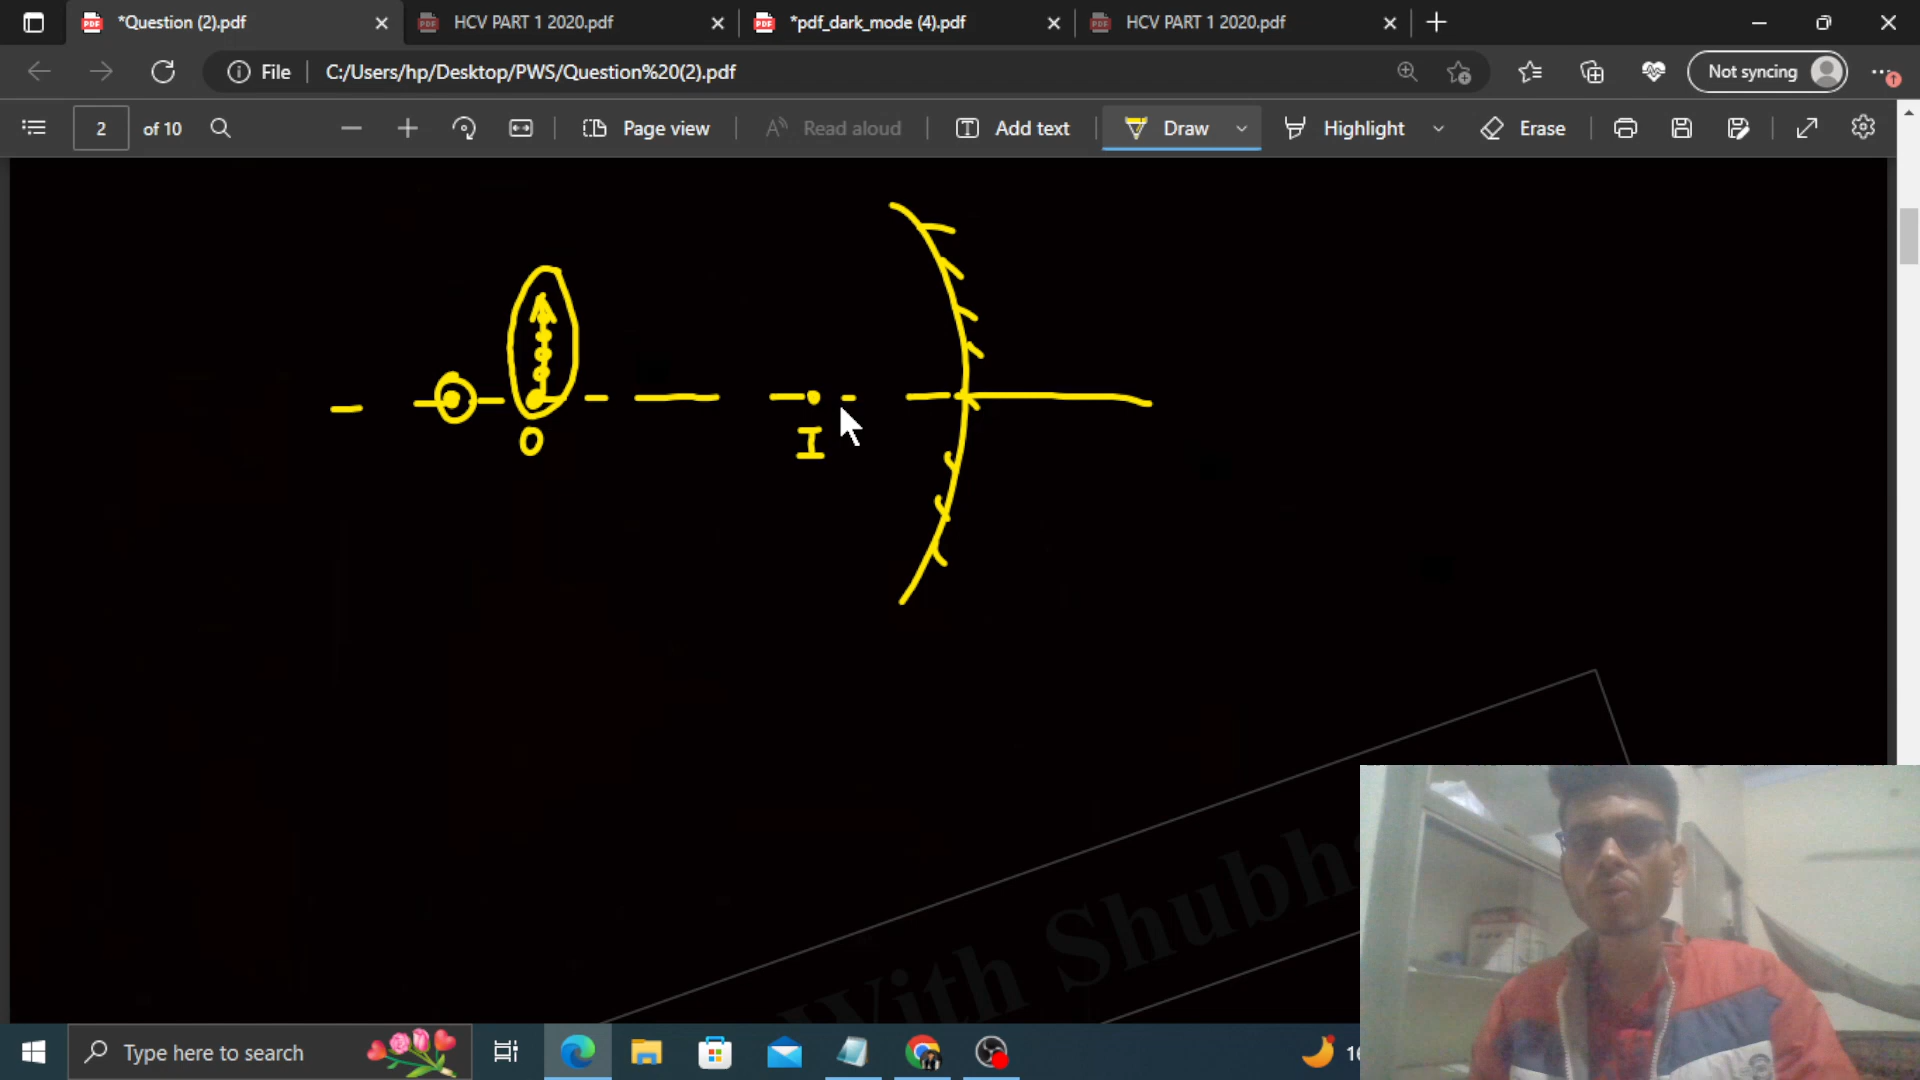 *Question (2).pdf
HCV PART 1 2020.pdf
*pdf_dark_mode (4).pdf
HCV PART 1 2020.pdf
File
C:/Users/hp/Desktop/PWS/Question%20(2).pdf
Not syncing
2 of 10
Page view
Read aloud
Add text
Draw
Highlight
Erase
O
I
With Shubha
Type here to search
16